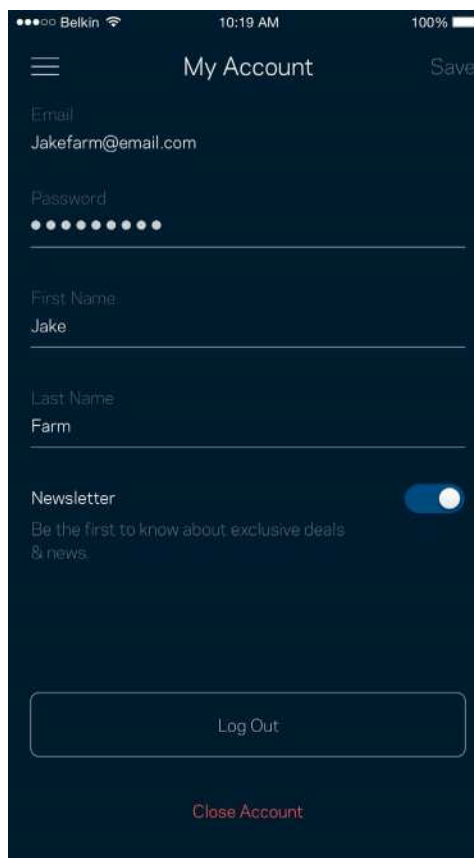 Belkin 10:19 AM 100%
My Account Save
Email
Jakefarm@email.com
Password
First Name
Jake
Last Name
Farm
Newsletter
Be the first to know about exclusive deals
& news.
Log Out
Close Account